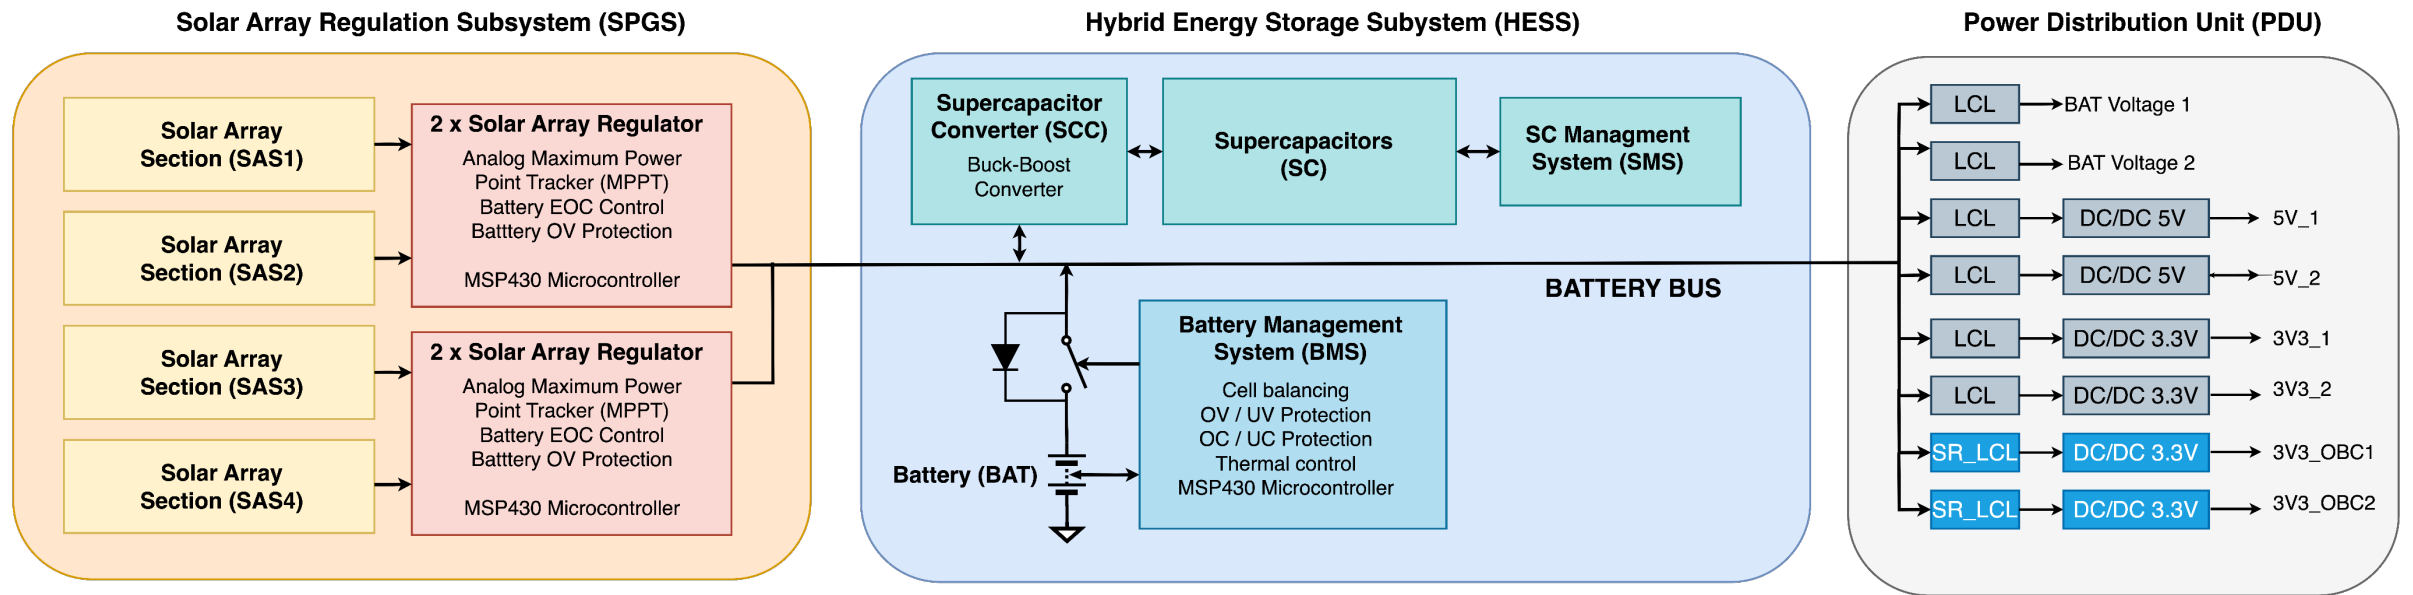 Solar Array Regulation Subsystem (SPGS)
Solar Array
Section (SAS1)
Solar Array
Section (SAS2)
Solar Array
Section (SAS3)
Solar Array
Section (SAS4)
2 x Solar Array Regulator
Analog Maximum Power
Point Tracker (MPPT)
Battery EOC Control
Batttery OV Protection
MSP430 Microcontroller
2 x Solar Array Regulator
Analog Maximum Power
Point Tracker (MPPT)
Battery EOC Control
Batttery OV Protection
MSP430 Microcontroller
Hybrid Energy Storage Subystem (HESS)
Supercapacitor
Converter (SCC)
Buck-Boost
Converter
Supercapacitors
(SC)
SC Managment
System (SMS)
BATTERY BUS
Battery Management
System (BMS)
Cell balancing
OV / UV Protection
OC / UC Protection
Thermal control
MSP430 Microcontroller
Battery (BAT)
Power Distribution Unit (PDU)
LCL BAT Voltage 1
LCL BAT Voltage 2
LCL DC/DC 5V 5V_1
LCL DC/DC 5V 5V_2
LCL DC/DC 3.3V 3V3_1
LCL DC/DC 3.3V 3V3_2
SR_LCL DC/DC 3.3V 3V3_OBC1
SR_LCL DC/DC 3.3V 3V3_OBC2